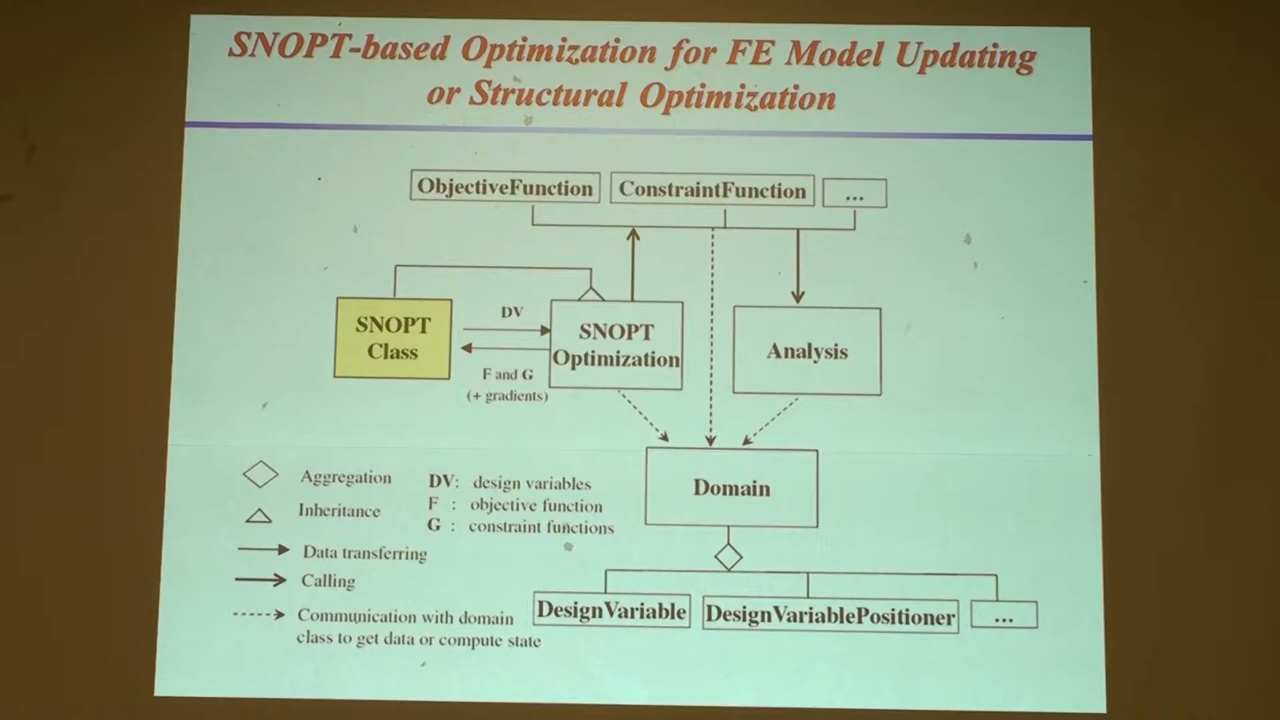 SNOPT-based Optimization for FE Model Updating
or Structural Optimization
ObjectiveFunction
ConstraintFunction
...
SNOPT
Class
DV
F and G
(+ gradients)
SNOPT
Optimization
Analysis
Domain
Aggregation
Inheritance
Data transferring
Calling
Communication with domain
class to get data or compute state
DV: design variables
F : objective function
G : constraint functions
DesignVariable
DesignVariablePositioner
...